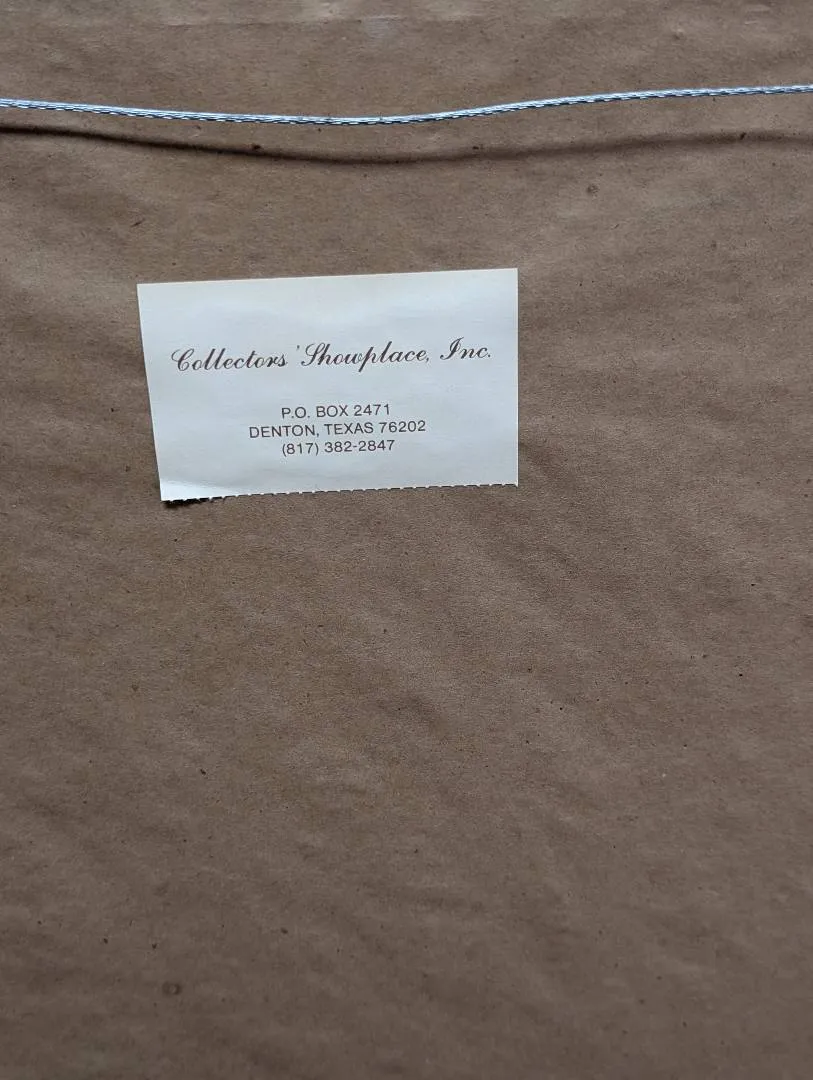 Collectors' Showplace, Inc.
P.O. BOX 2471
DENTON, TEXAS 76202
(817) 382-2847